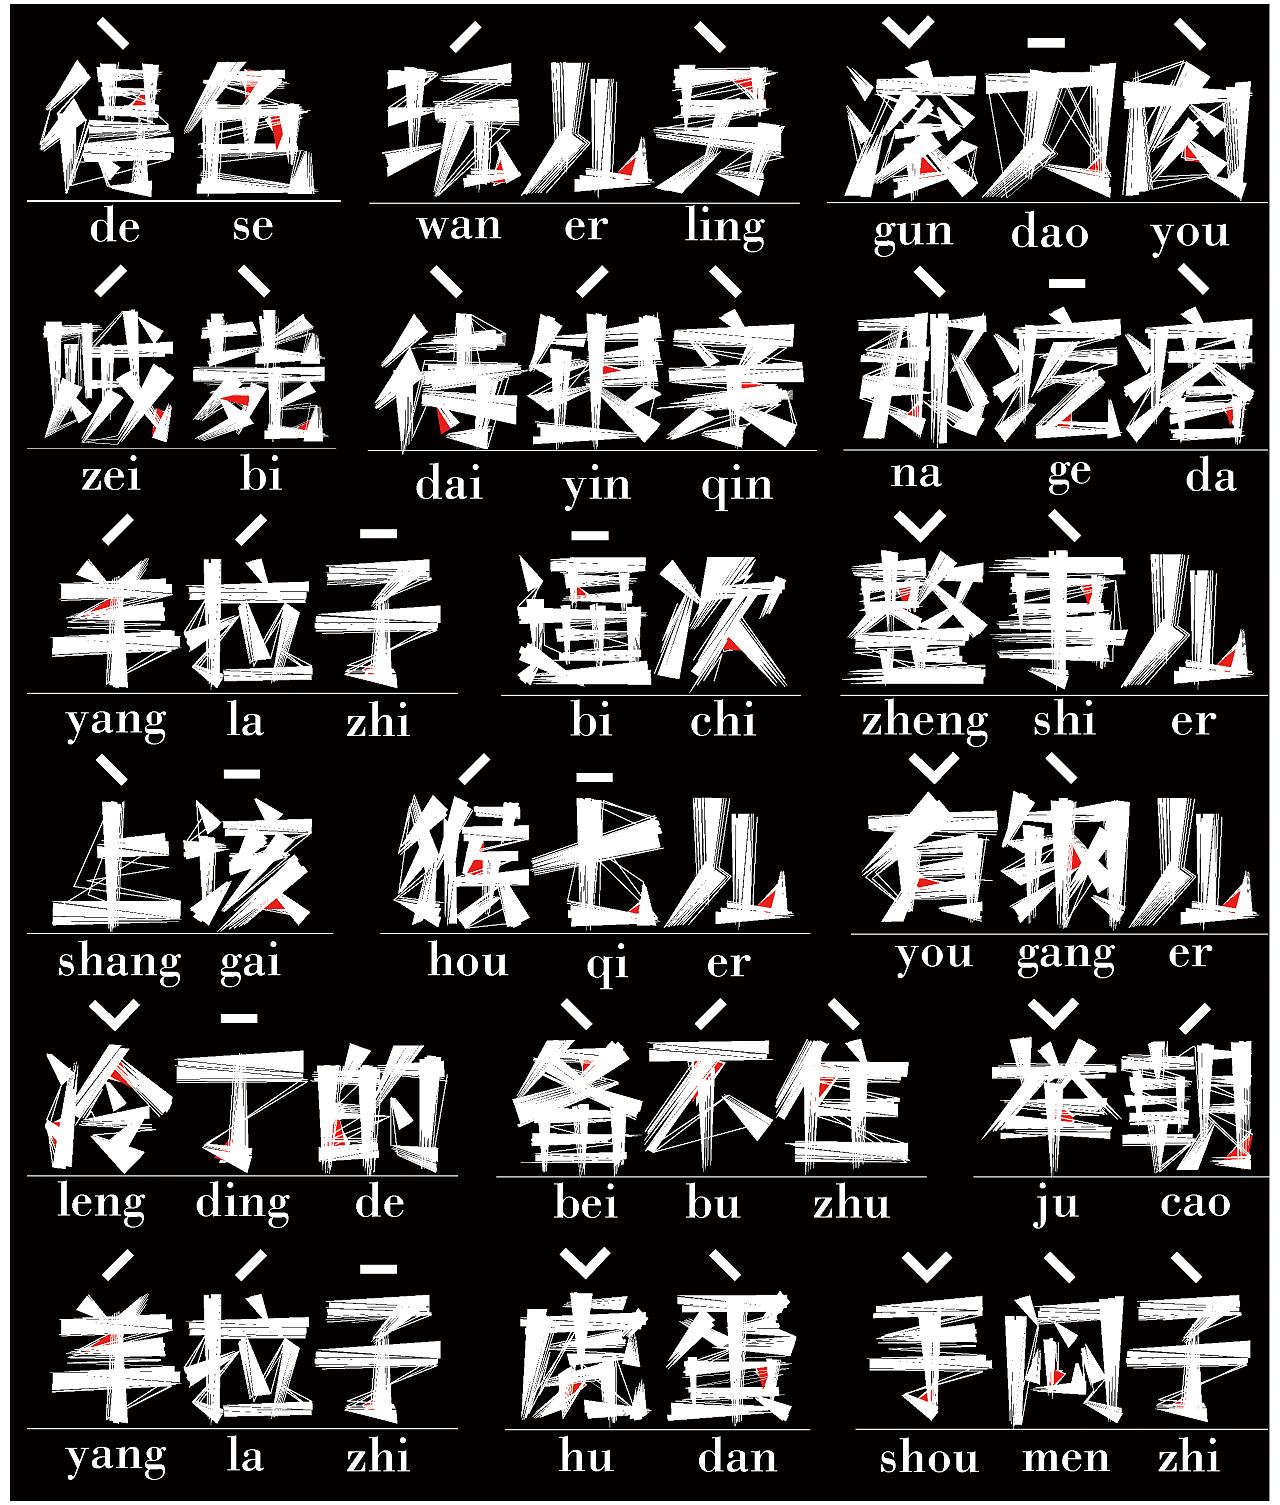 得色 玩儿另 滚刀肉
de se wan er ling gun dao you
贼毙 待银亲 那疙瘩
zei bi dai yin qin na ge da
羊拉子 逼次 整事儿
yang la zhi bi chi zheng shi er
上该 猴七儿 有钢儿
shang gai hou qi er you gang er
冷丁的 备不住 举朝
leng ding de bei bu zhu ju cao
羊拉子 虎蛋 手闷子
yang la zhi hu dan shou men zhi